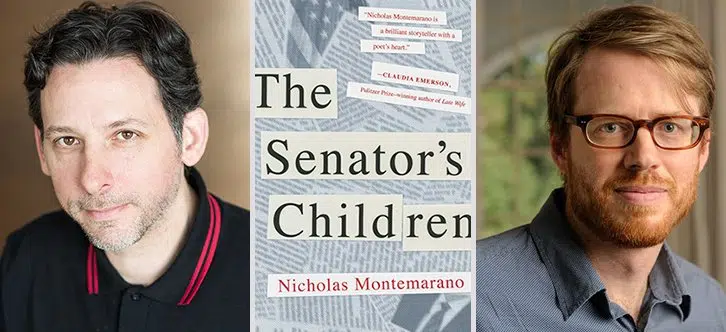 "Nicholas Montemarano is
a brilliant storyteller with a
poet's heart."
—CLAUDIA EMERSON,
Pulitzer Prize–winning author of Late Wife
The
Senator's
Children
Nicholas Montemarano